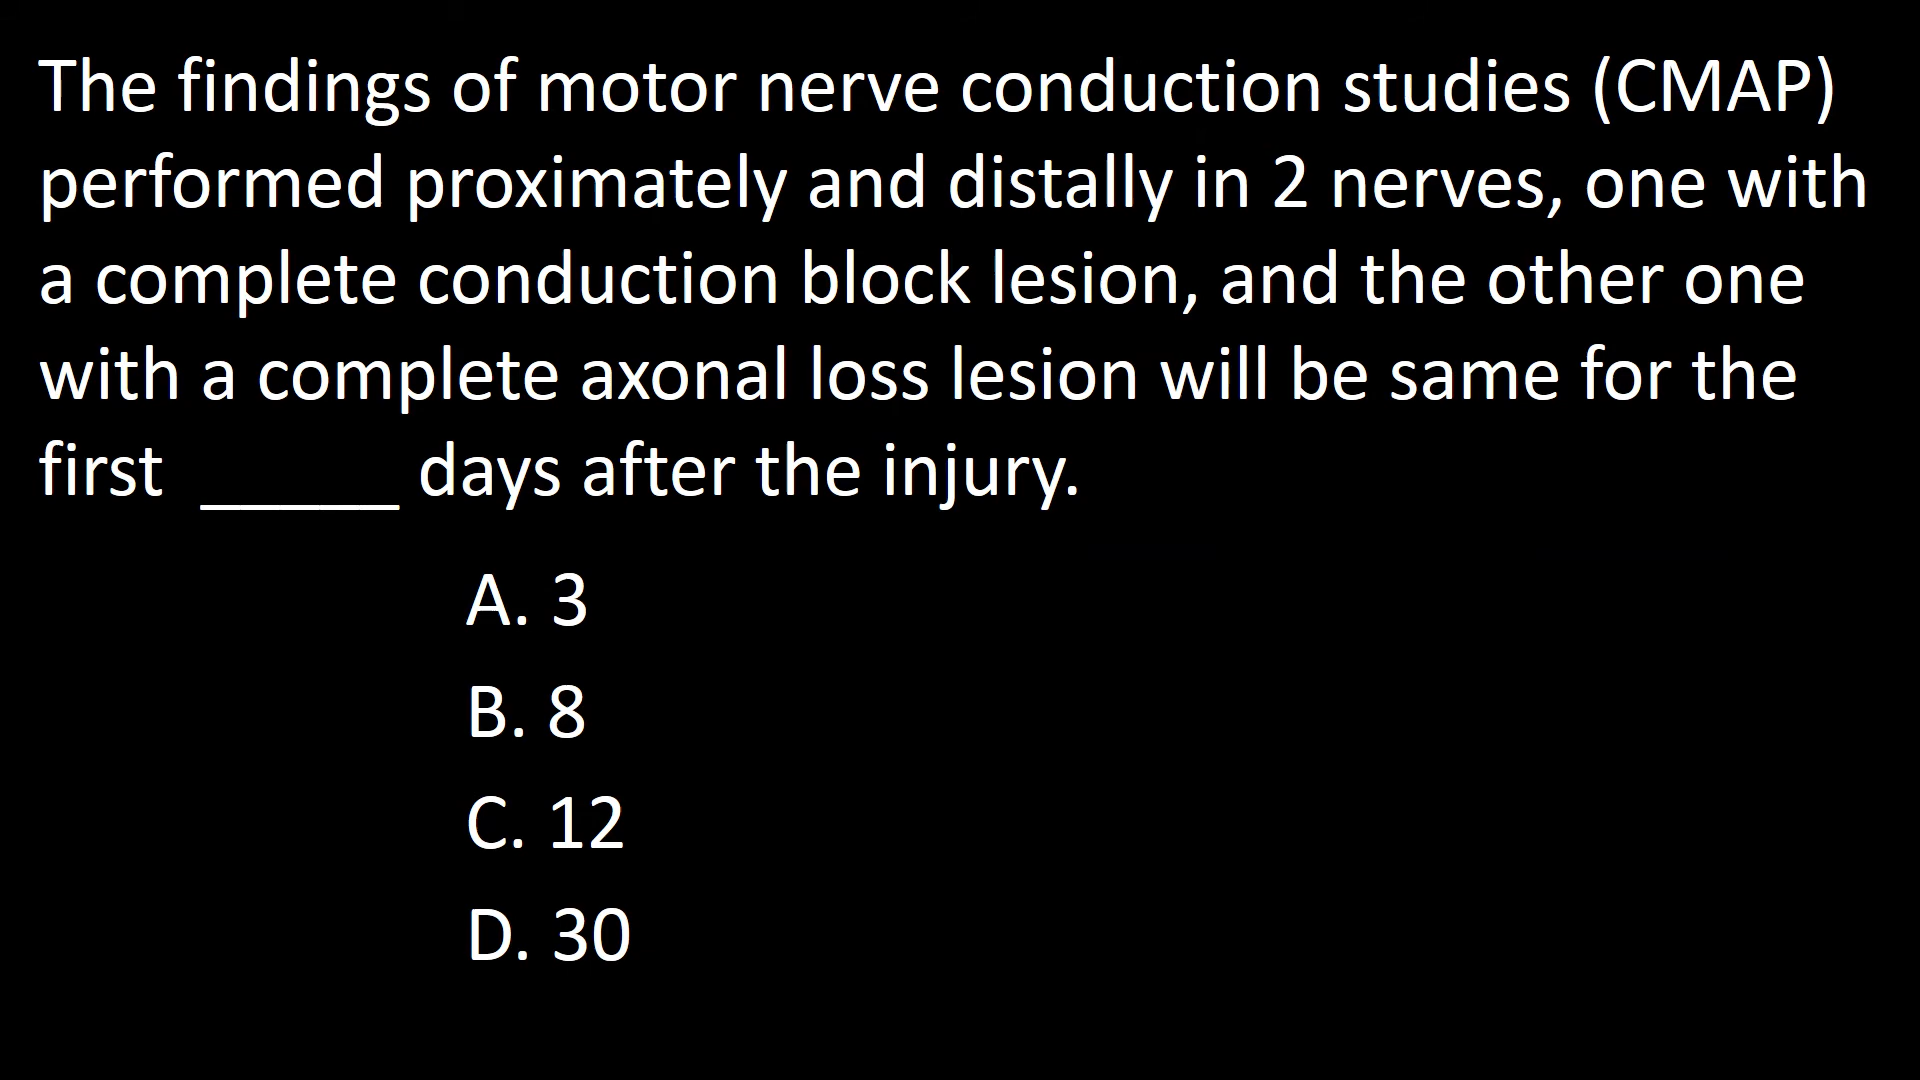 The findings of motor nerve conduction studies (CMAP)
performed proximately and distally in 2 nerves, one with
a complete conduction block lesion, and the other one
with a complete axonal loss lesion will be same for the
first _____ days after the injury.
A. 3
B. 8
C. 12
D. 30